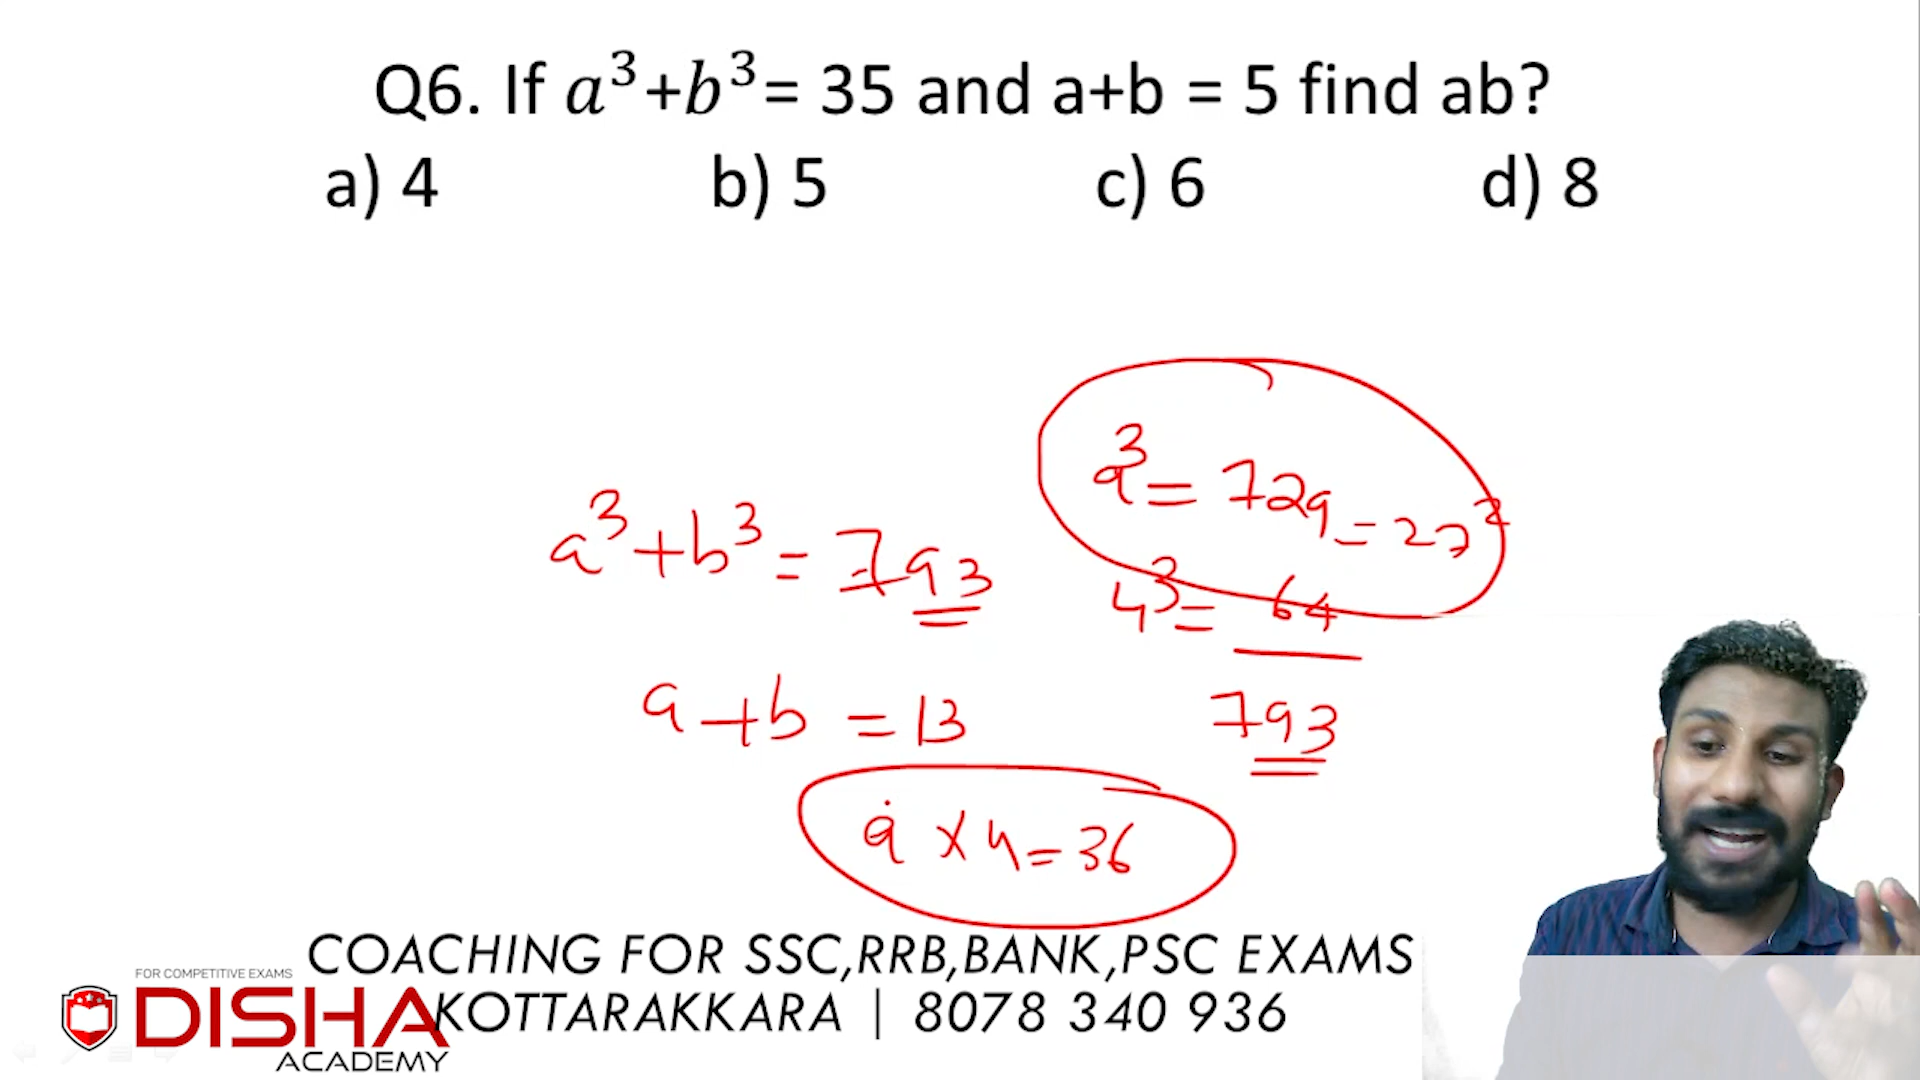 Q6. If a³+b³= 35 and a+b = 5 find ab?
a) 4 b) 5 c) 6 d) 8
9³ = 729 = 27²
a³+b³ = 793
4³ = 64
a+b = 13
793
9 × 4 = 36
COACHING FOR SSC,RRB,BANK,PSC EXAMS
FOR COMPETITIVE EXAMS
DISHA
KOTTARAKKARA | 8078 340 936
ACADEMY